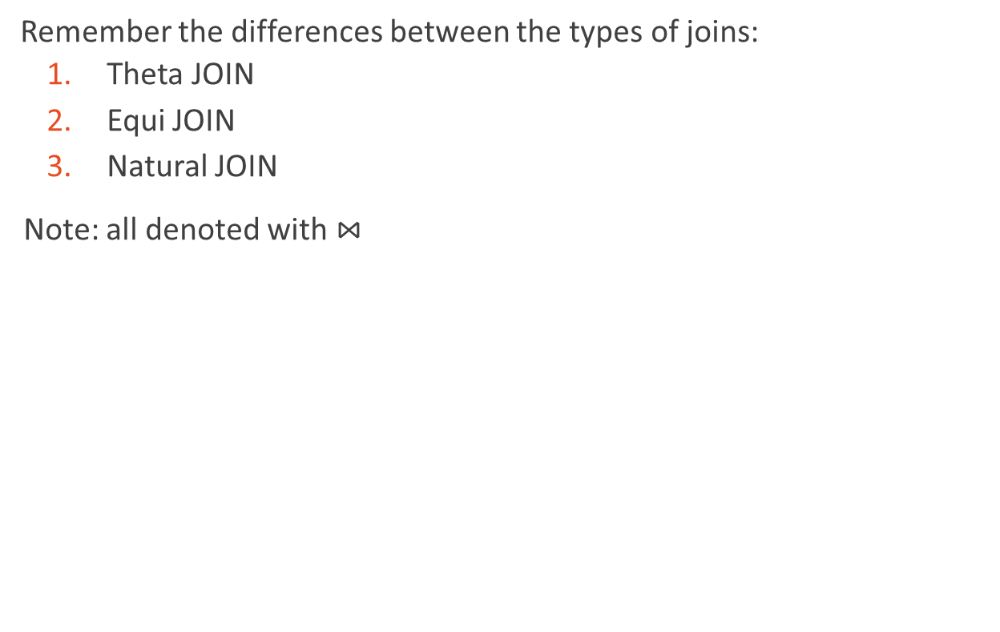 Remember the differences between the types of joins:
1. Theta JOIN
2. Equi JOIN
3. Natural JOIN
Note: all denoted with ⋈